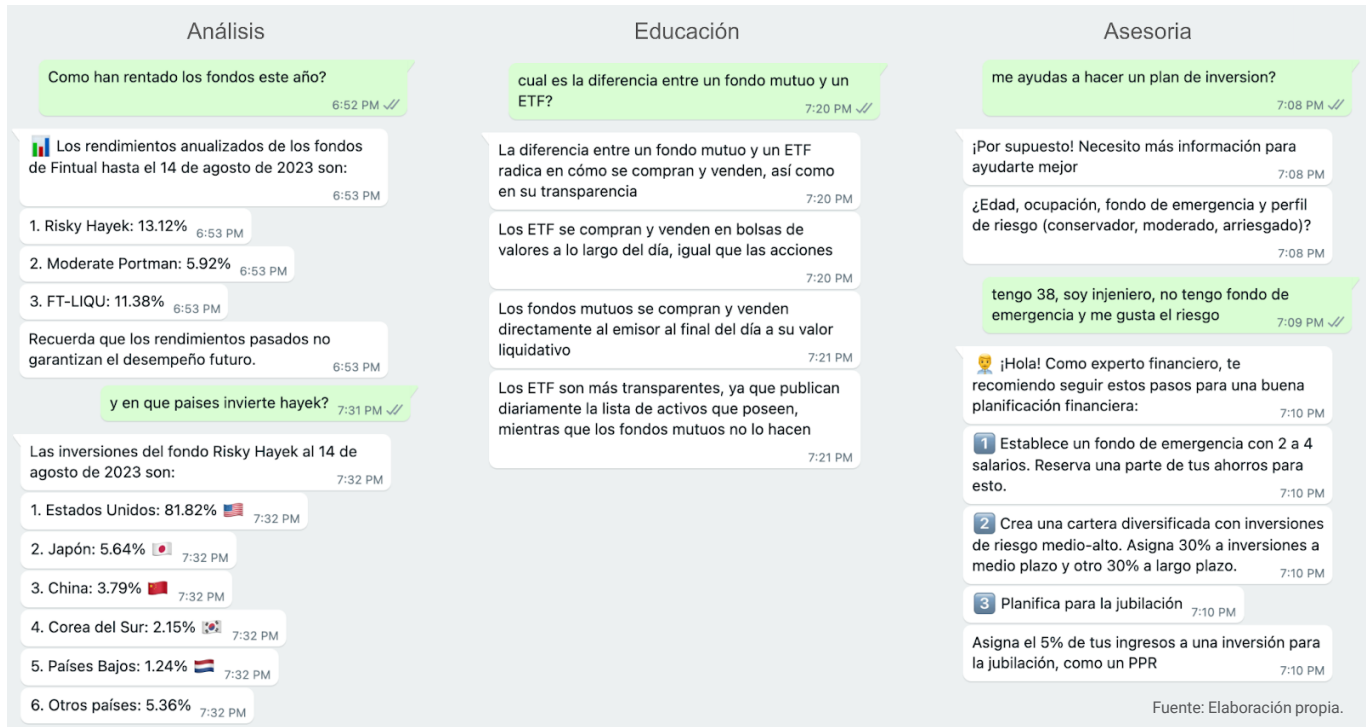 Análisis
Como han rentado los fondos este año?
6:52 PM
📊 Los rendimientos anualizados de los fondos
de Fintual hasta el 14 de agosto de 2023 son:
6:53 PM
1. Risky Hayek: 13.12% 6:53 PM
2. Moderate Portman: 5.92% 6:53 PM
3. FT-LIQU: 11.38% 6:53 PM
Recuerda que los rendimientos pasados no
garantizan el desempeño futuro.
6:53 PM
y en que paises invierte hayek? 7:31 PM
Las inversiones del fondo Risky Hayek al 14 de
agosto de 2023 son:
7:32 PM
1. Estados Unidos: 81.82% 🇺🇸 7:32 PM
2. Japón: 5.64% 🇯🇵 7:32 PM
3. China: 3.79% 🇨🇳 7:32 PM
4. Corea del Sur: 2.15% 🇰🇷 7:32 PM
5. Países Bajos: 1.24% 🇳🇱 7:32 PM
6. Otros países: 5.36% 7:32 PM
Educación
cual es la diferencia entre un fondo mutuo y un
ETF?
7:20 PM
La diferencia entre un fondo mutuo y un ETF
radica en cómo se compran y venden, así como
en su transparencia
7:20 PM
Los ETF se compran y venden en bolsas de
valores a lo largo del día, igual que las acciones
7:20 PM
Los fondos mutuos se compran y venden
directamente al emisor al final del día a su valor
liquidativo
7:21 PM
Los ETF son más transparentes, ya que publican
diariamente la lista de activos que poseen,
mientras que los fondos mutuos no lo hacen
7:21 PM
Asesoria
me ayudas a hacer un plan de inversion?
7:08 PM
¡Por supuesto! Necesito más información para
ayudarte mejor
7:08 PM
¿Edad, ocupación, fondo de emergencia y perfil
de riesgo (conservador, moderado, arriesgado)?
7:08 PM
tengo 38, soy injeniero, no tengo fondo de
emergencia y me gusta el riesgo
7:09 PM
👨‍💼 ¡Hola! Como experto financiero, te
recomiendo seguir estos pasos para una buena
planificación financiera:
7:10 PM
1️⃣ Establece un fondo de emergencia con 2 a 4
salarios. Reserva una parte de tus ahorros para
esto.
7:10 PM
2️⃣ Crea una cartera diversificada con inversiones
de riesgo medio-alto. Asigna 30% a inversiones a
medio plazo y otro 30% a largo plazo.
7:10 PM
3️⃣ Planifica para la jubilación 7:10 PM
Asigna el 5% de tus ingresos a una inversión para
la jubilación, como un PPR
7:10 PM
Fuente: Elaboración propia.